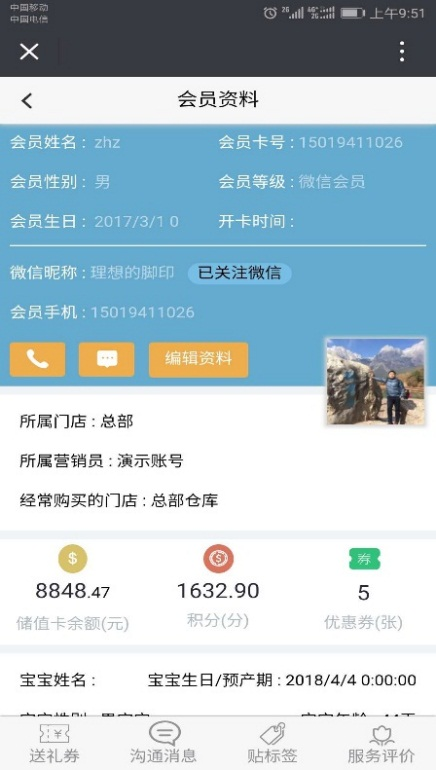 中国移动
中国电信
上午9:51
会员资料
会员姓名：zhz 会员卡号：15019411026
会员性别：男 会员等级：微信会员
会员生日：2017/3/1 0 开卡时间：
微信昵称：理想的脚印 已关注微信
会员手机：15019411026
编辑资料
所属门店：总部
所属营销员：演示账号
经常购买的门店：总部仓库
$ $ 券
8848.47 1632.90 5
储值卡余额(元) 积分(分) 优惠券(张)
宝宝姓名： 宝宝生日/预产期：2018/4/4 0:00:00
送礼券 沟通消息 贴标签 服务评价